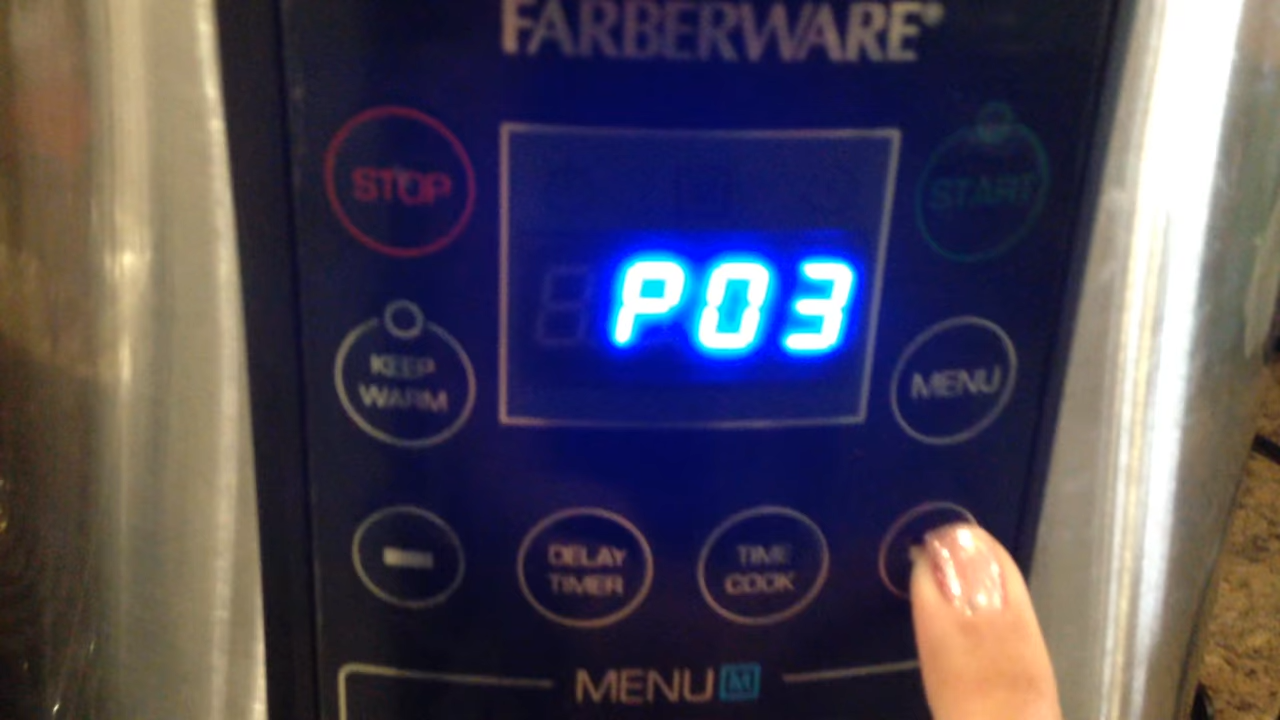 FARBERWARE®
STOP
START
P03
KEEP
WARM
MENU
DELAY
TIMER
TIME
COOK
MENU M